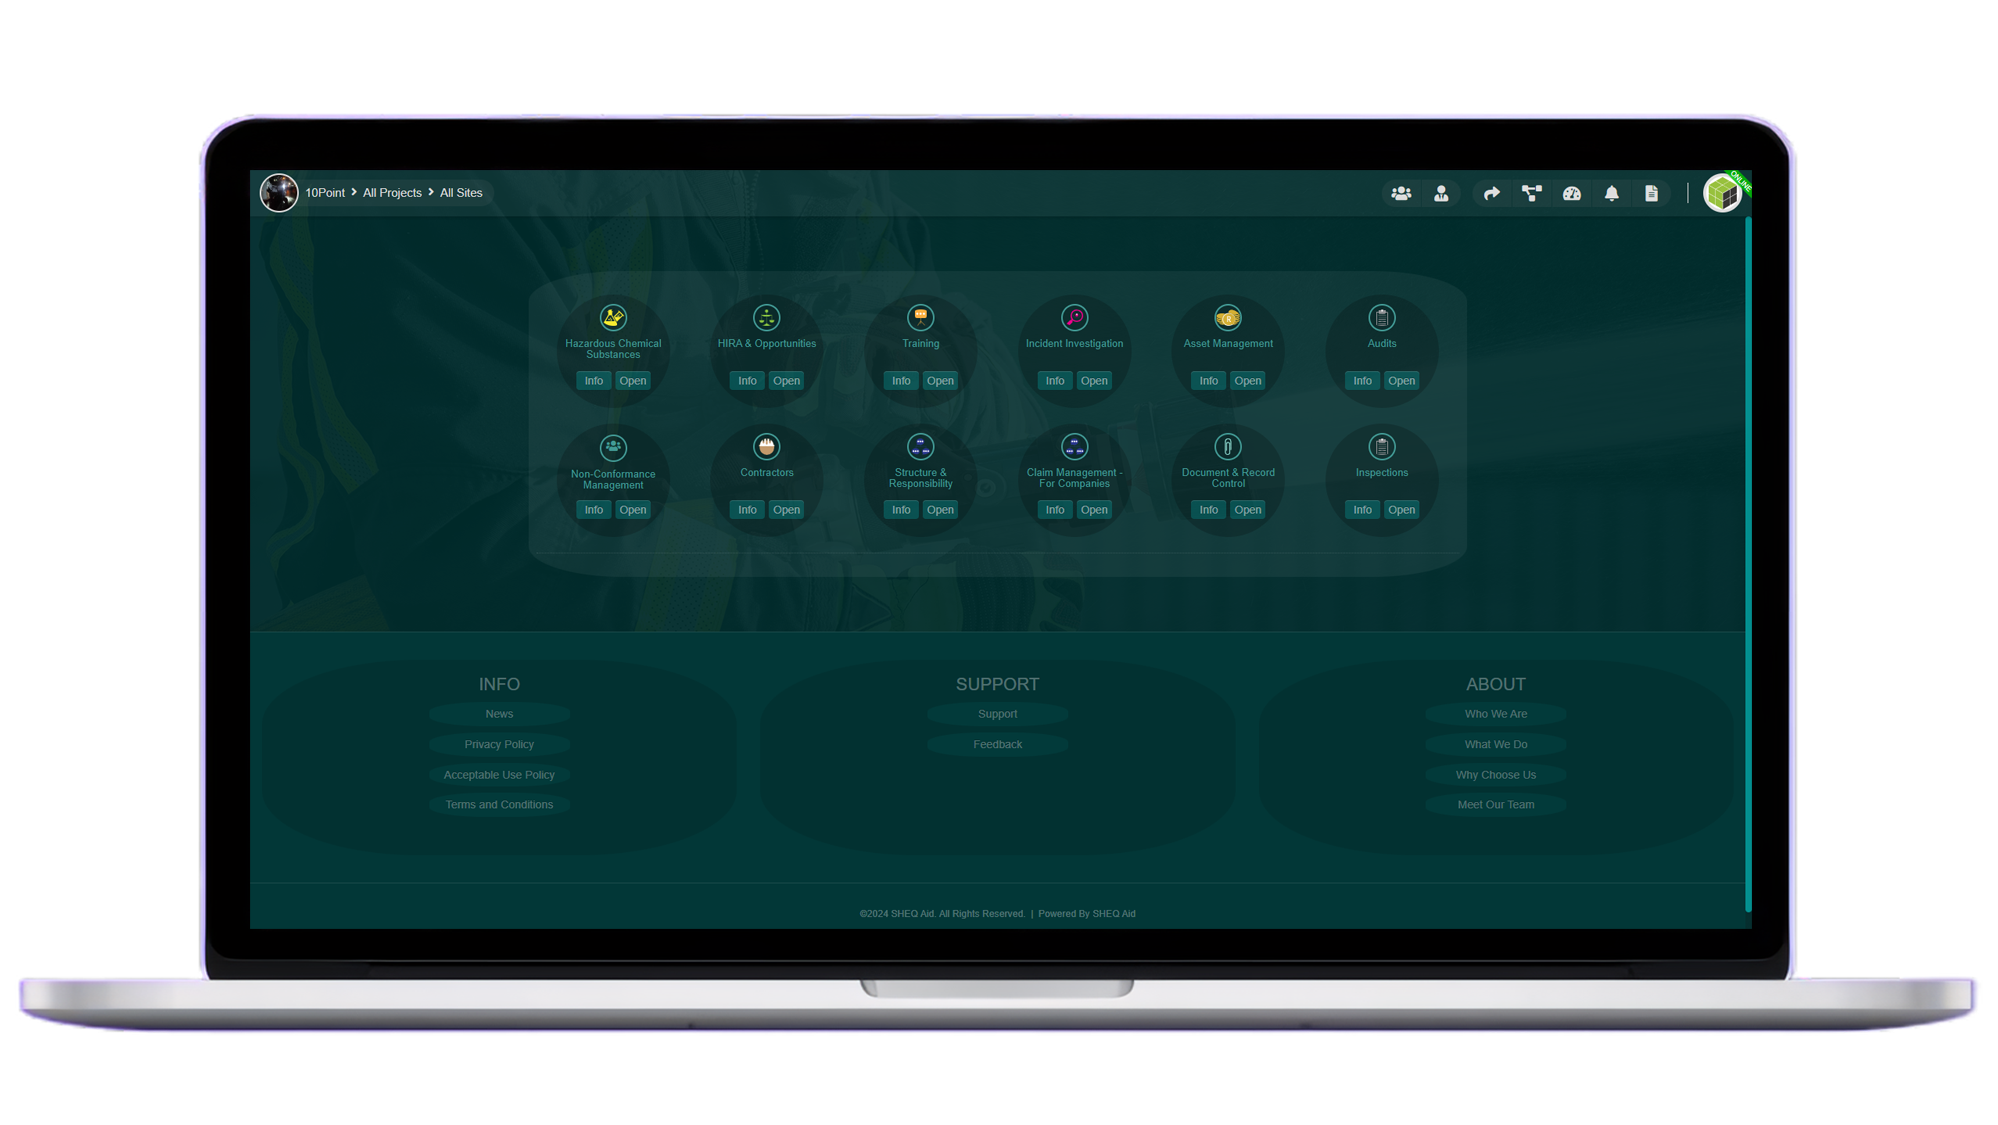 10Point > All Projects > All Sites
ONLINE
Hazardous Chemical
Substances
Info Open
HIRA & Opportunities
Info Open
Training
Info Open
Incident Investigation
Info Open
Asset Management
Info Open
Audits
Info Open
Non-Conformance
Management
Info Open
Contractors
Info Open
Structure &
Responsibility
Info Open
Claim Management -
For Companies
Info Open
Document & Record
Control
Info Open
Inspections
Info Open
INFO
News
Privacy Policy
Acceptable Use Policy
Terms and Conditions
SUPPORT
Support
Feedback
ABOUT
Who We Are
What We Do
Why Choose Us
Meet Our Team
©2024 SHEQ Aid. All Rights Reserved. | Powered By SHEQ Aid